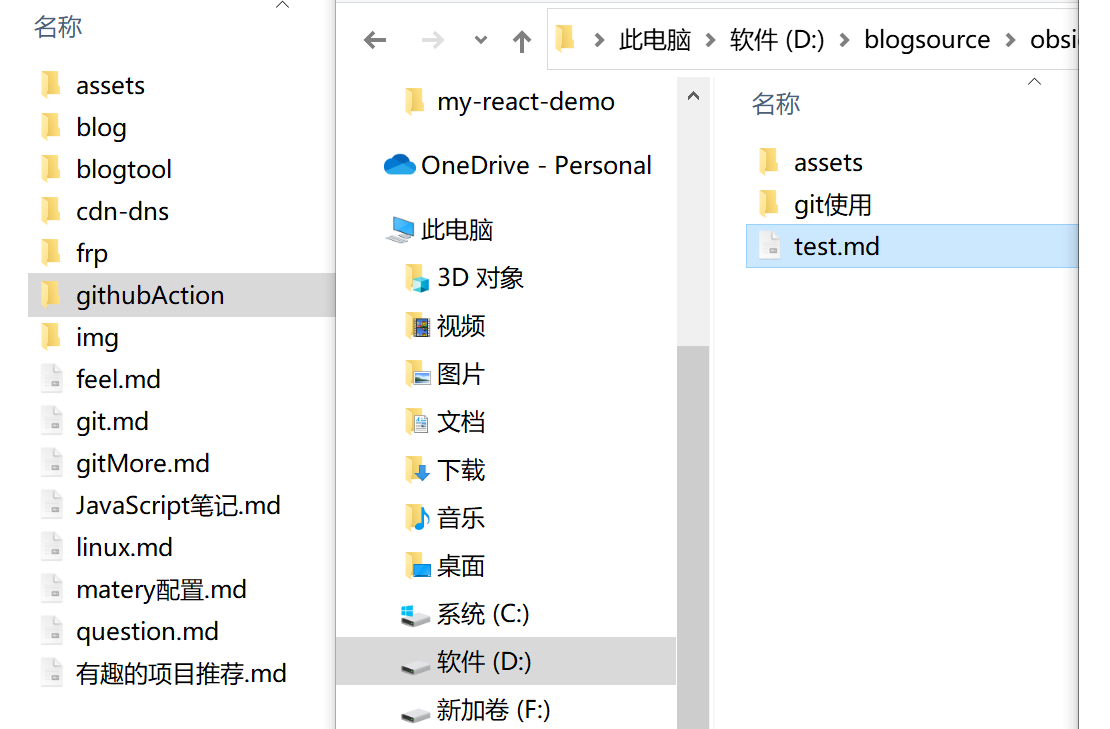 名称
assets
blog
blogtool
cdn-dns
frp
githubAction
img
feel.md
git.md
gitMore.md
JavaScript笔记.md
linux.md
matery配置.md
question.md
有趣的项目推荐.md
此电脑 软件 (D:) blogsource
my-react-demo
OneDrive - Personal
此电脑
3D 对象
视频
图片
文档
下载
音乐
桌面
系统 (C:)
软件 (D:)
新加卷 (F:)
名称
assets
git使用
test.md